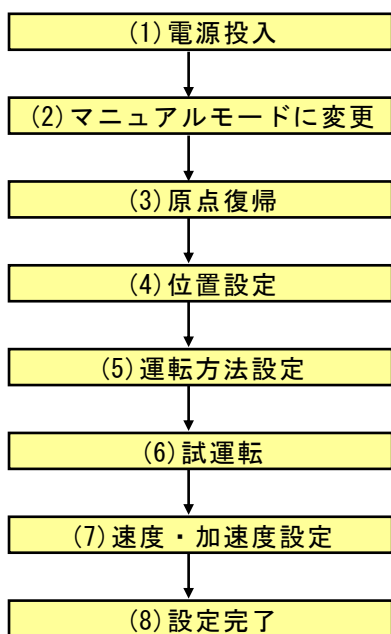 (1)電源投入
(2)マニュアルモードに変更
(3)原点復帰
(4)位置設定
(5)運転方法設定
(6)試運転
(7)速度・加速度設定
(8)設定完了